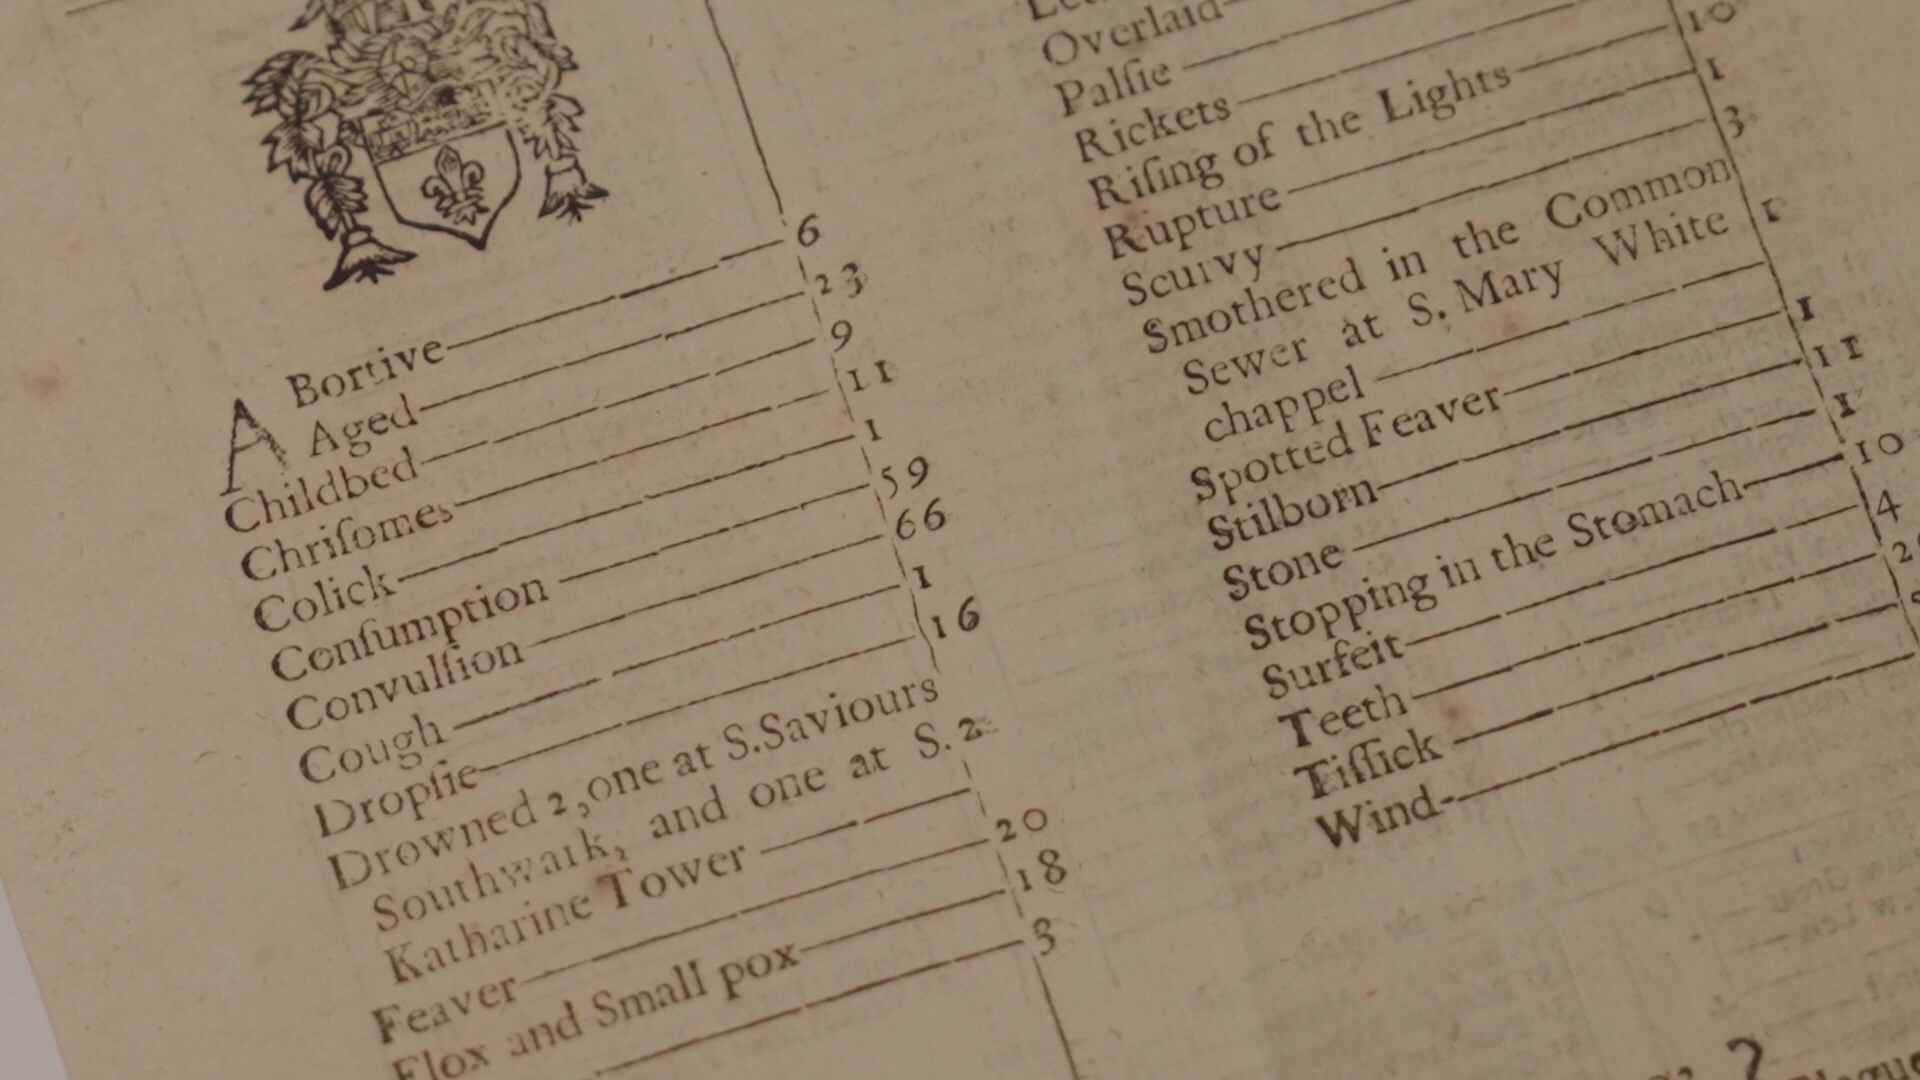 A Bortive 6
Aged 23
Childbed 9
Chriſomes 11
Colick 1
Conſumption 59
Convulſion 66
Cough 1
Dropſie 16
Drowned 2, one at S. Saviours
Southwark, and one at S. 2
Katharine Tower
Feaver 20
Flox and Small pox 18
3
Overlaid
Palſie
Rickets
Riſing of the Lights 10
Rupture 1
Scurvy 3
Smothered in the Common
Sewer at S. Mary White 1
chappel
Spotted Feaver 1
Stilborn 11
Stone 1
Stopping in the Stomach 10
Surfeit 4
Teeth
Tiſſick
Wind